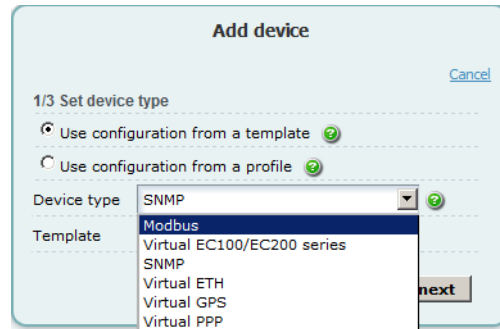 Add device
Cancel
1/3 Set device type
Use configuration from a template
Use configuration from a profile
Device type SNMP
Template
Modbus
Virtual EC100/EC200 series
SNMP
Virtual ETH
Virtual GPS
Virtual PPP
next